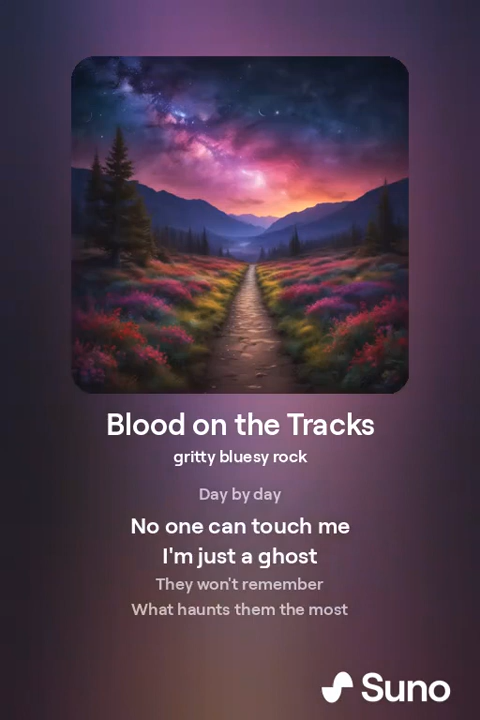 Blood on the Tracks
gritty bluesy rock
Day by day
No one can touch me
I'm just a ghost
They won't remember
What haunts them the most
Suno